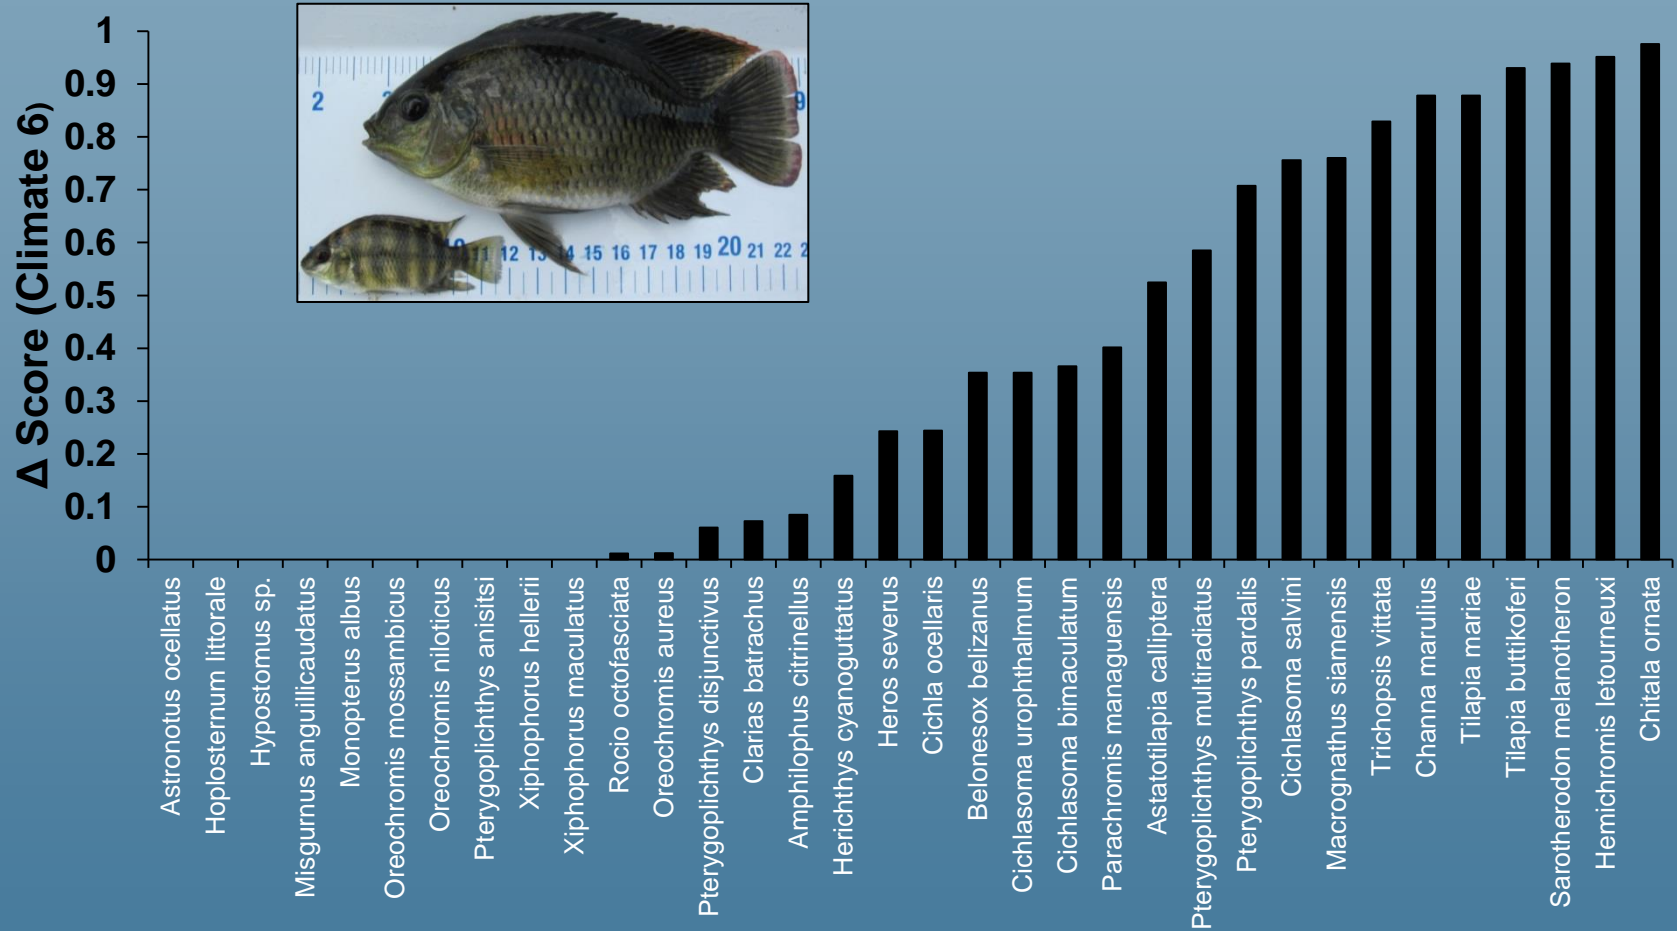 Δ Score (Climate 6)
1
0.9
0.8
0.7
0.6
0.5
0.4
0.3
0.2
0.1
0
2
9
12 13 14 15 16 17 18 19 20 21 22
Astronotus ocellatus
Hoplosternum littorale
Hypostomus sp.
Misgurnus anguillicaudatus
Monopterus albus
Oreochromis mossambicus
Oreochromis niloticus
Pterygoplichthys anisitsi
Xiphophorus hellerii
Xiphophorus maculatus
Rocio octofasciata
Oreochromis aureus
Pterygoplichthys disjunctivus
Clarias batrachus
Amphilophus citrinellus
Herichthys cyanoguttatus
Heros severus
Cichla ocellaris
Belonesox belizanus
Cichlasoma urophthalmum
Cichlasoma bimaculatum
Parachromis managuensis
Astatotilapia calliptera
Pterygoplichthys multiradiatus
Pterygoplichthys pardalis
Cichlasoma salvini
Macrognathus siamensis
Trichopsis vittata
Channa marulius
Tilapia mariae
Tilapia buttikoferi
Sarotherodon melanotheron
Hemichromis letourneuxi
Chitala ornata